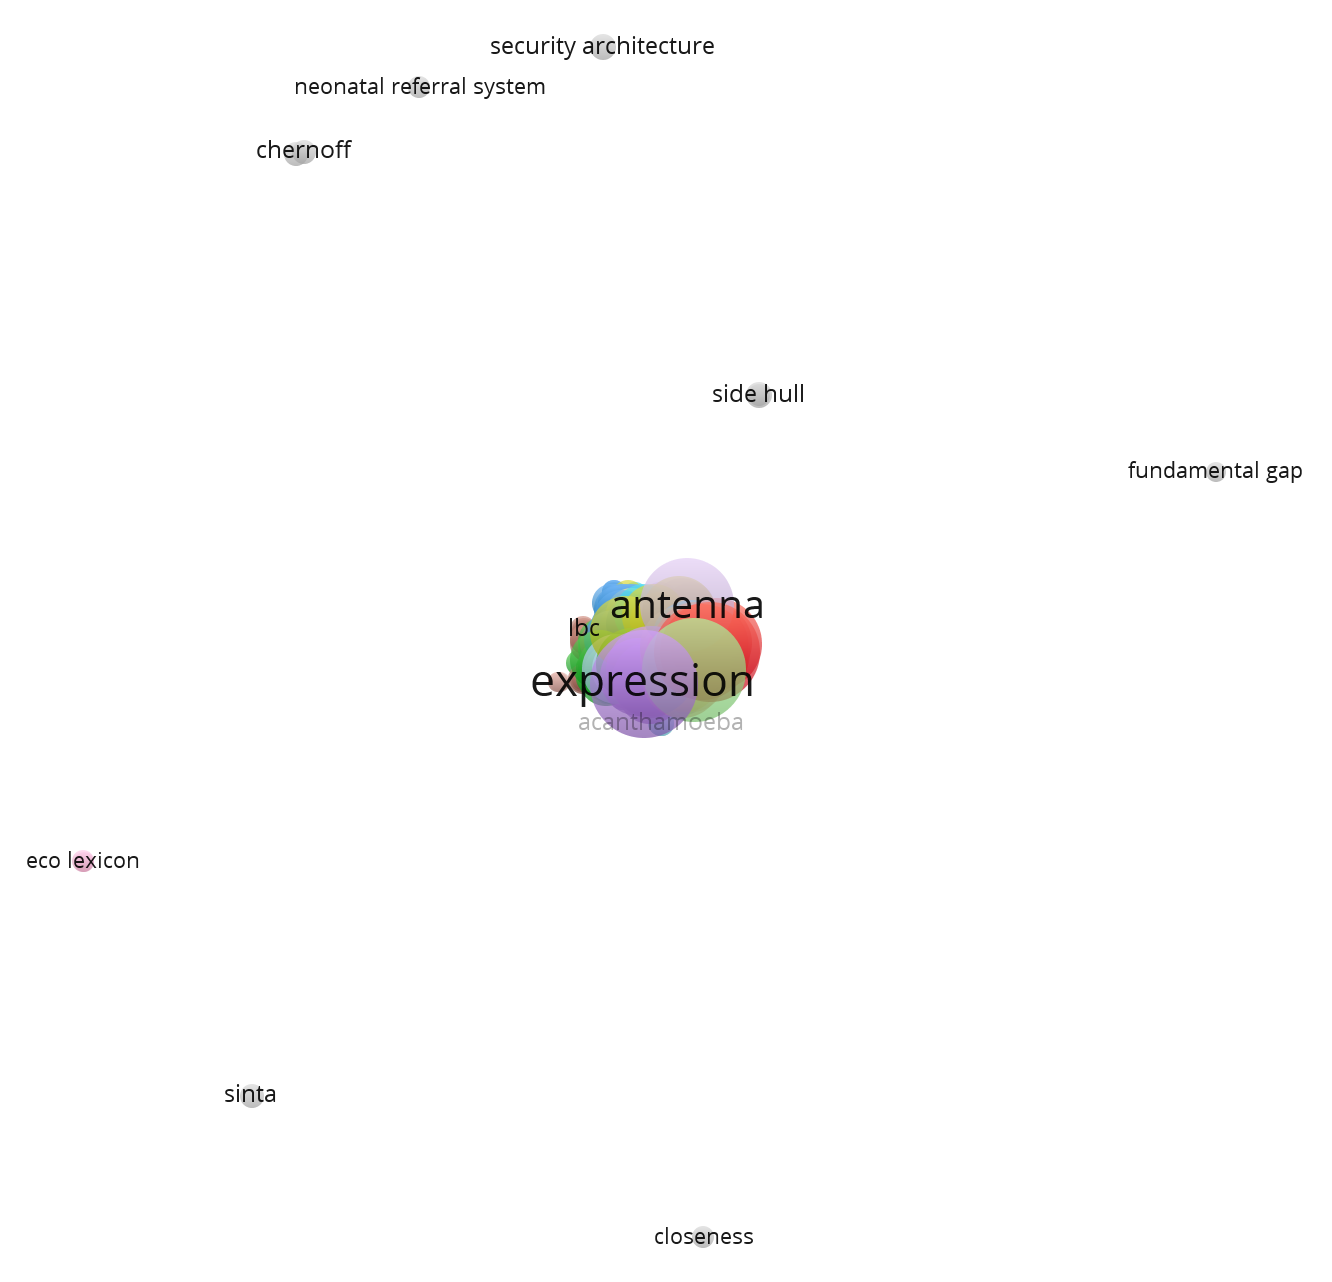 security architecture
neonatal referral system
chernoff
side hull
fundamental gap
antenna
lbc
expression
acanthamoeba
eco lexicon
sinta
closeness